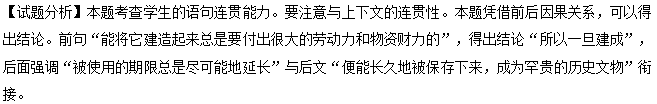 【试题分析】本题考查学生的语句连贯能力。要注意与上下文的连贯性。本题凭借前后因果关系，可以得
出结论。前句“能将它建造起来总是要付出很大的劳动力和物资财力的”，得出结论“所以一旦建成”，
后面强调“被使用的期限总是尽可能地延长”与后文“便能长久地被保存下来，成为罕贵的历史文物”衔
接。